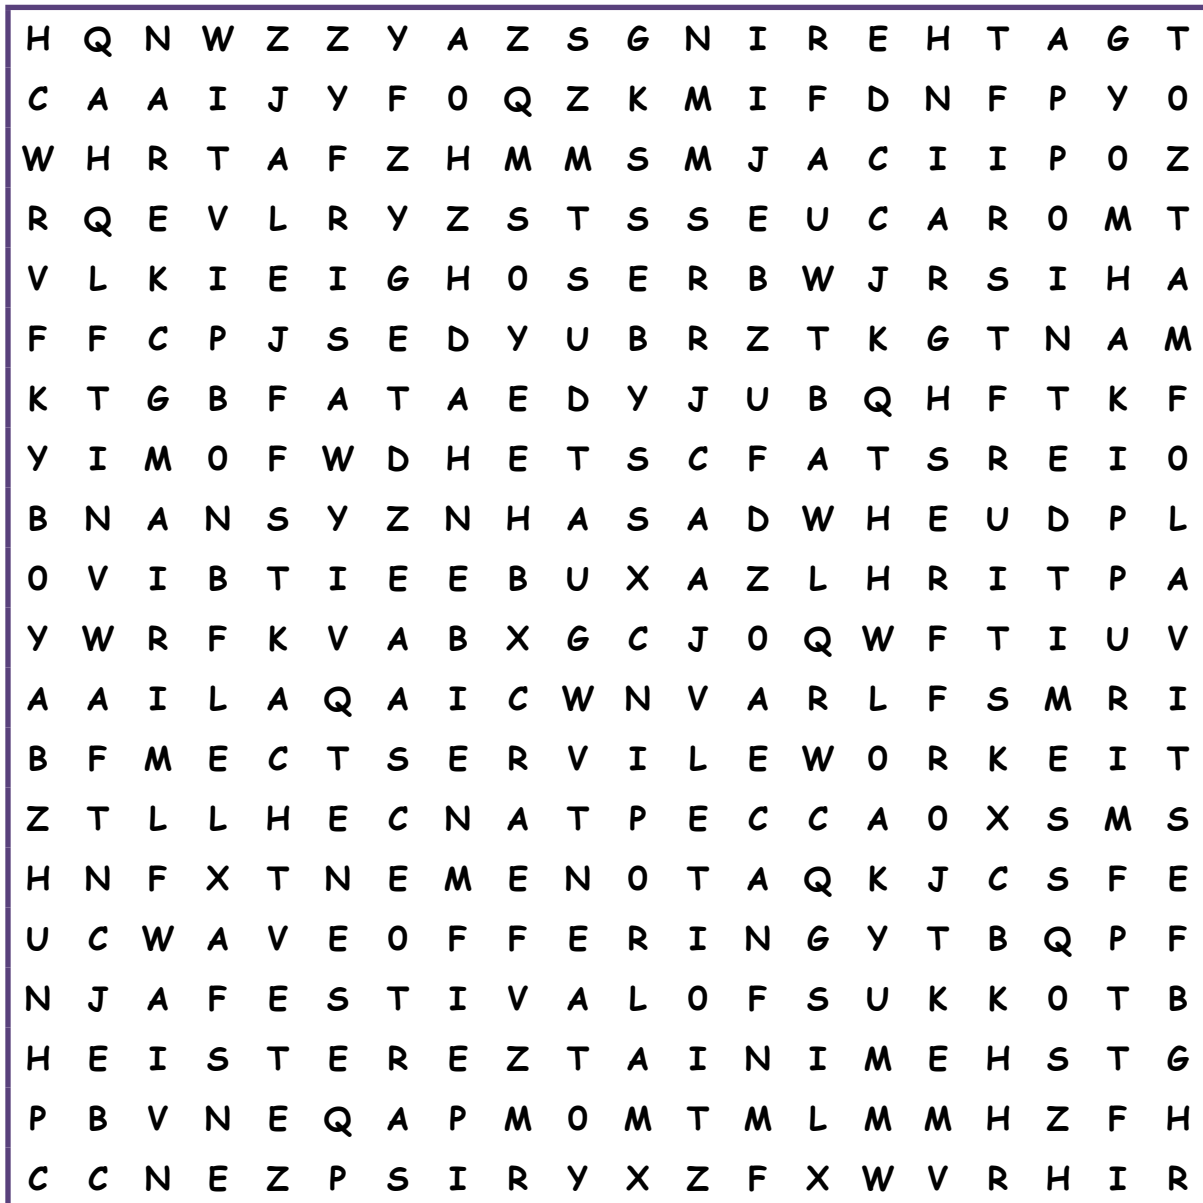 H Q N W Z Z Y A Z S G N I R E H T A G T
C A A I J Y F O Q Z K M I F D N F P Y O
W H R T A F Z H M M S M J A C I I P O Z
R Q E V L R Y Z S T S S E U C A R O M T
V L K I E I G H O S E R B W J R S I H A
F F C P J S E D Y U B R Z T K G T N A M
K T G B F A T A E D Y J U B Q H F T K F
Y I M O F W D H E T S C F A T S R E I O
B N A N S Y Z N H A S A D W H E U D P L
O V I B T I E E B U X A Z L H R I T P A
Y W R F K V A B X G C J O Q W F T I U V
A A I L A Q A I C W N V A R L F S M R I
B F M E C T S E R V I L E W O R K E I T
Z T L L H E C N A T P E C C A O X S M S
H N F X T N E M E N O T A Q K J C S F E
U C W A V E O F F E R I N G Y T B Q P F
N J A F E S T I V A L O F S U K K O T B
H E I S T E R E Z T A I N I M E H S T G
P B V N E Q A P M O M T M L M M H Z F H
C C N E Z P S I R Y X Z F X W V R H I R